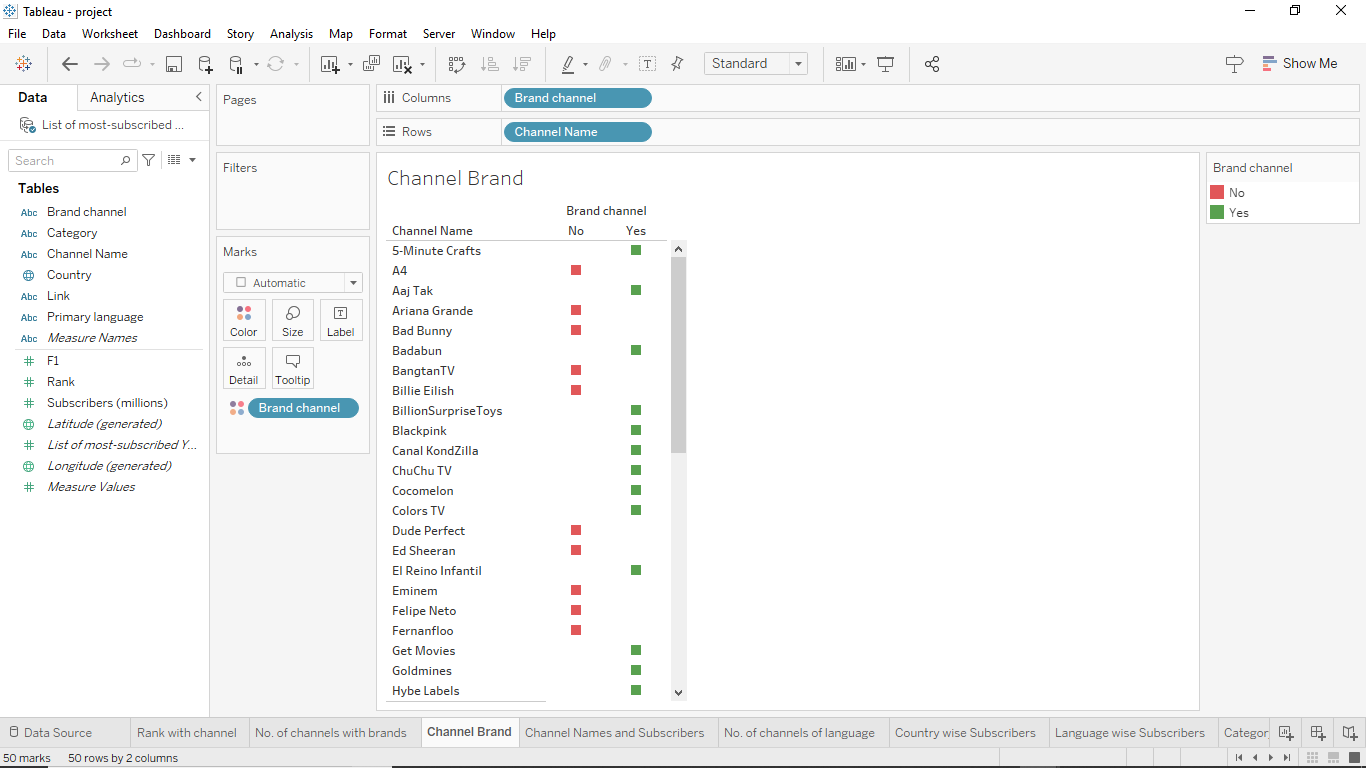 Tableau - project
File Data Worksheet Dashboard Story Analysis Map Format Server Window Help
Standard
Show Me
Data Analytics
List of most-subscribed ...
Search
Tables
Abc Brand channel
Abc Category
Abc Channel Name
Country
Abc Link
Abc Primary language
Abc Measure Names
F1
Rank
Subscribers (millions)
Latitude (generated)
List of most-subscribed Y...
Longitude (generated)
Measure Values
Pages
Filters
Marks
Automatic
Color Size Label
Detail Tooltip
Brand channel
Columns Brand channel
Rows Channel Name
Channel Brand
Brand channel
Channel Name No Yes
5-Minute Crafts
A4
Aaj Tak
Ariana Grande
Bad Bunny
Badabun
BangtanTV
Billie Eilish
BillionSurpriseToys
Blackpink
Canal KondZilla
ChuChu TV
Cocomelon
Colors TV
Dude Perfect
Ed Sheeran
El Reino Infantil
Eminem
Felipe Neto
Fernanfloo
Get Movies
Goldmines
Hybe Labels
Brand channel
No
Yes
Data Source Rank with channel No. of channels with brands Channel Brand Channel Names and Subscribers No. of channels of language Country wise Subscribers Language wise Subscribers Categor
50 marks 50 rows by 2 columns